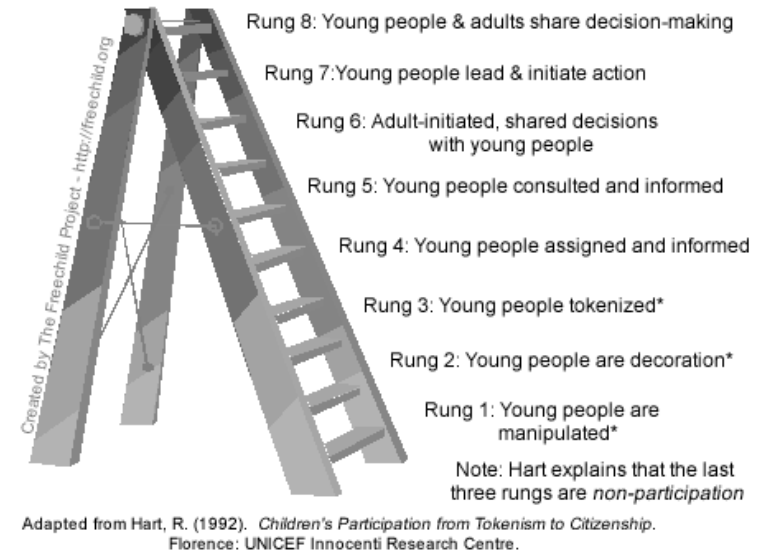 Rung 8: Young people & adults share decision-making
Rung 7:Young people lead & initiate action
Rung 6: Adult-initiated, shared decisions
with young people
Rung 5: Young people consulted and informed
Rung 4: Young people assigned and informed
Rung 3: Young people tokenized*
Rung 2: Young people are decoration*
Rung 1: Young people are
manipulated*
Note: Hart explains that the last
three rungs are non-participation
Created by The Freechild Project - http://freechild.org
Adapted from Hart, R. (1992). Children's Participation from Tokenism to Citizenship.
Florence: UNICEF Innocenti Research Centre.